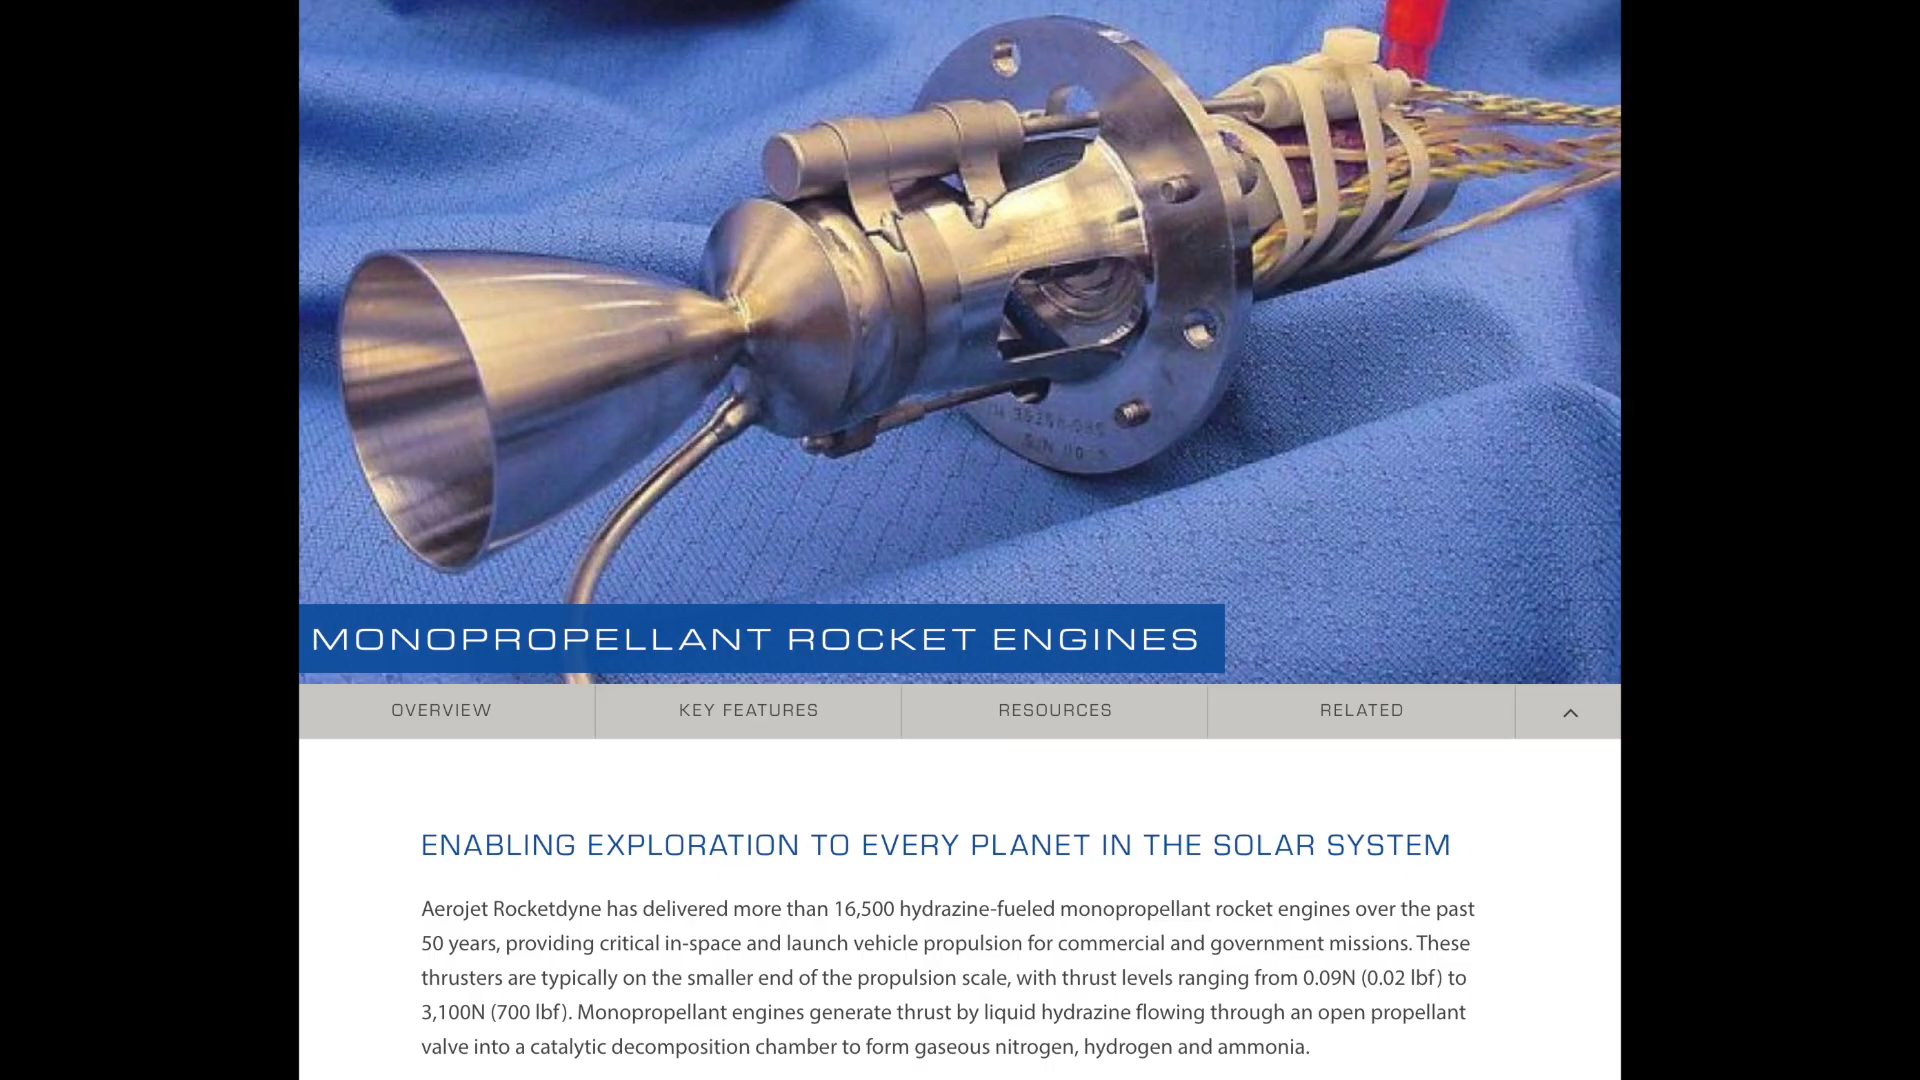 MONOPROPELLANT ROCKET ENGINES
OVERVIEW
KEY FEATURES
RESOURCES
RELATED
ENABLING EXPLORATION TO EVERY PLANET IN THE SOLAR SYSTEM
Aerojet Rocketdyne has delivered more than 16,500 hydrazine-fueled monopropellant rocket engines over the past
50 years, providing critical in-space and launch vehicle propulsion for commercial and government missions. These
thrusters are typically on the smaller end of the propulsion scale, with thrust levels ranging from 0.09N (0.02 lbf) to
3,100N (700 lbf). Monopropellant engines generate thrust by liquid hydrazine flowing through an open propellant
valve into a catalytic decomposition chamber to form gaseous nitrogen, hydrogen and ammonia.